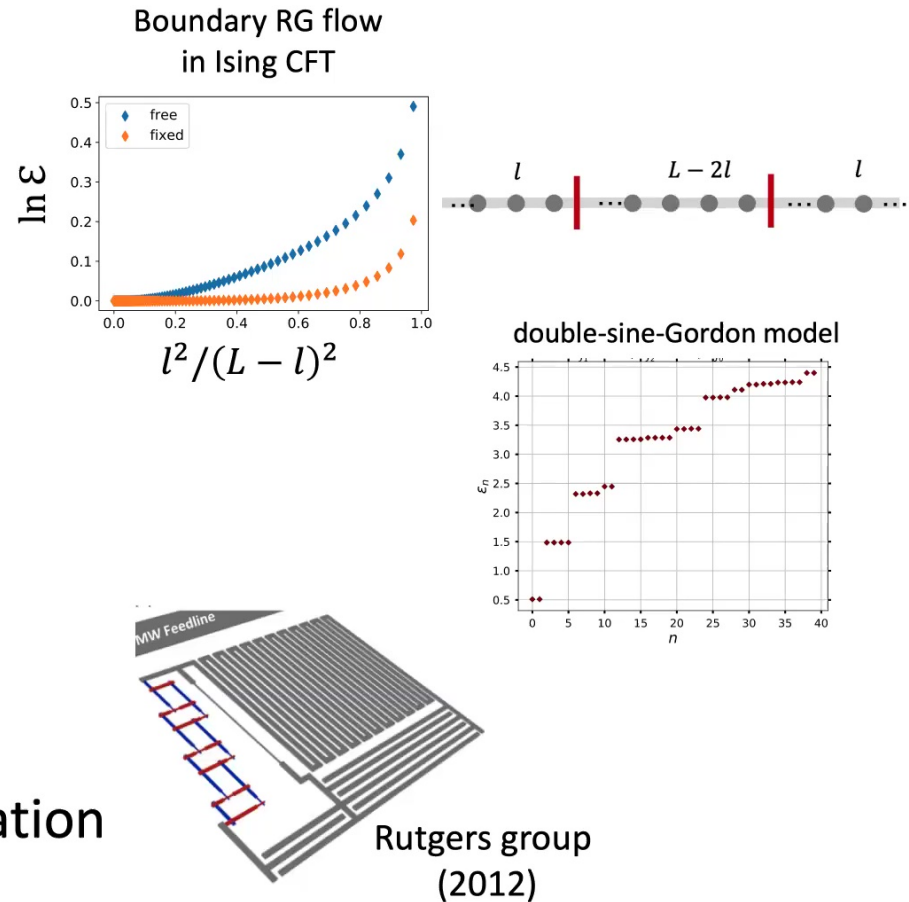 Boundary RG flow
in Ising CFT
ln ℰ
0.5
0.4
0.3
0.2
0.1
0.0
free
fixed
0.0 0.2 0.4 0.6 0.8 1.0
l²/(L − l)²
l L − 2l l
double-sine-Gordon model
εₙ
4.5
4.0
3.5
3.0
2.5
2.0
1.5
1.0
0.5
0 5 10 15 20 25 30 35 40
n
MW Feedline
ation
Rutgers group
(2012)